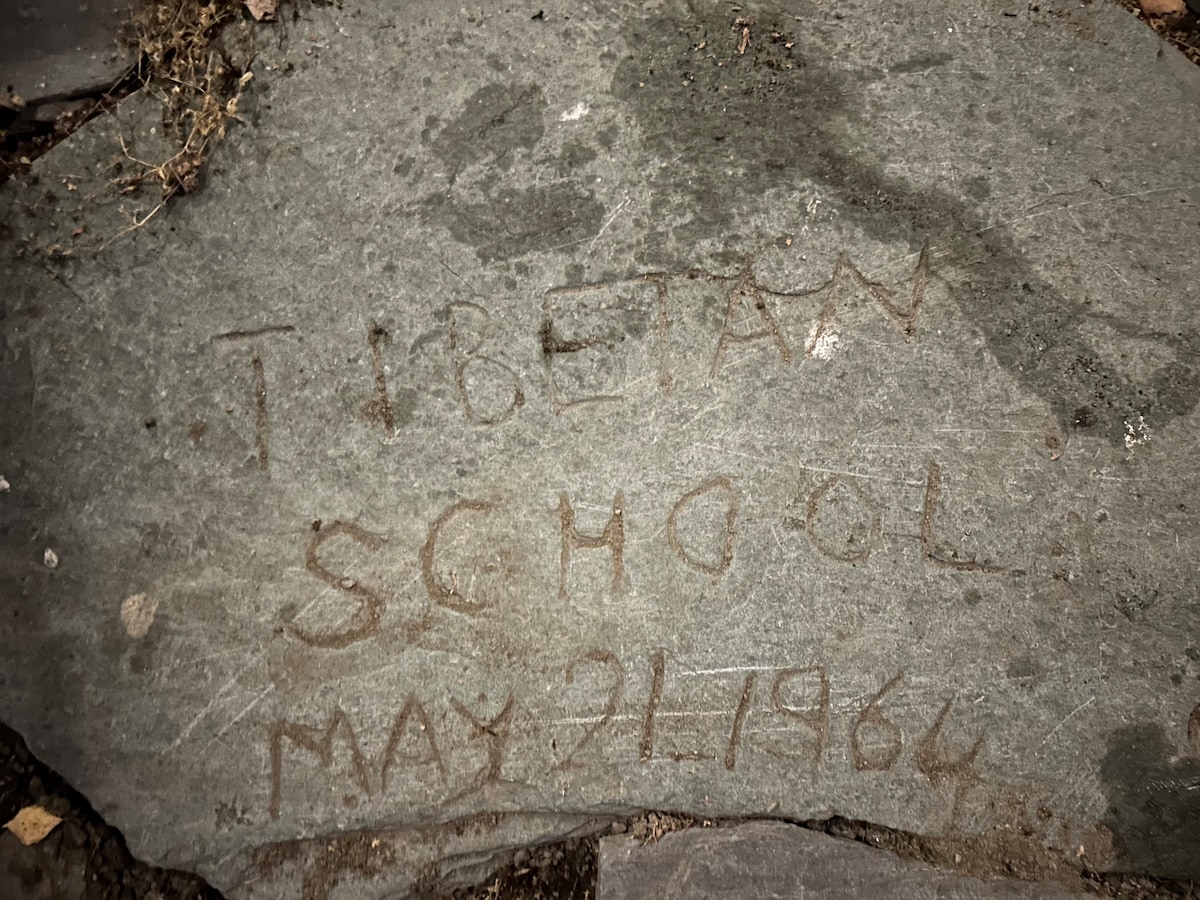 TIBETAN
SCHOOL
MAY 21 1964